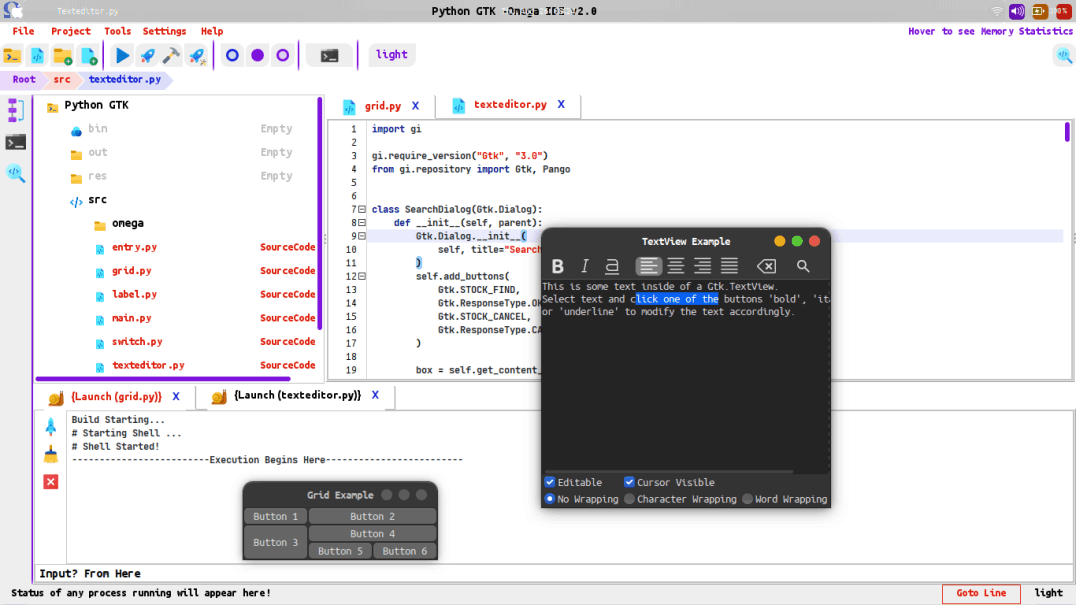 Texteditor.py
Python GTK -Omega IDE v2.0
File Project Tools Settings Help
Hover to see Memory Statistics
light
Root src texteditor.py
Python GTK
bin Empty
out Empty
res Empty
src
omega
entry.py SourceCode
grid.py SourceCode
label.py SourceCode
main.py SourceCode
switch.py SourceCode
texteditor.py SourceCode
grid.py X texteditor.py X
1 import gi
2
3 gi.require_version("Gtk", "3.0")
4 from gi.repository import Gtk, Pango
5
6
7 class SearchDialog(Gtk.Dialog):
8 def __init__(self, parent):
9 Gtk.Dialog.__init__(
10 self, title="Search
11 )
12 self.add_buttons(
13 Gtk.STOCK_FIND,
14 Gtk.ResponseType.OK
15 Gtk.STOCK_CANCEL,
16 Gtk.ResponseType.CA
17 )
18
19 box = self.get_content_
TextView Example
B I a
This is some text inside of a Gtk.TextView.
Select text and click one of the buttons 'bold', 'ita
or 'underline' to modify the text accordingly.
Editable Cursor Visible
No Wrapping Character Wrapping Word Wrapping
{Launch (grid.py)} X {Launch (texteditor.py)} X
Build Starting...
# Starting Shell ...
# Shell Started!
-------------------------Execution Begins Here-------------------------
Grid Example
Button 1 Button 2
Button 3 Button 4
Button 5 Button 6
Input? From Here
Status of any process running will appear here!
Goto Line light